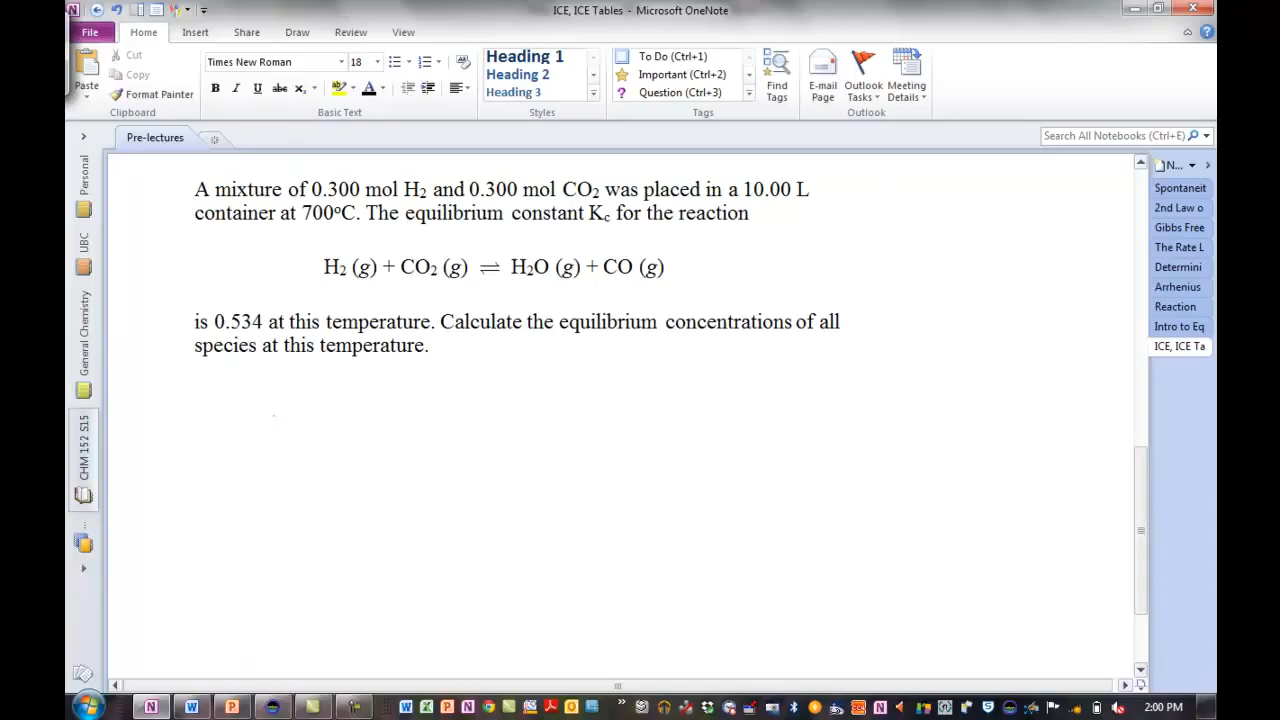 ICE, ICE Tables - Microsoft OneNote
File Home Insert Share Draw Review View
Paste
Cut
Copy
Format Painter
Clipboard
Times New Roman 18
B I U abc X₂ A
Basic Text
Heading 1
Heading 2
Heading 3
Styles
To Do (Ctrl+1)
Important (Ctrl+2)
Question (Ctrl+3)
Find
Tags
Tags
E-mail
Page
Outlook
Tasks
Meeting
Details
Outlook
Pre-lectures
Search All Notebooks (Ctrl+E)
Personal
UBC
General Chemistry
CHM 152 S15
A mixture of 0.300 mol H₂ and 0.300 mol CO₂ was placed in a 10.00 L
container at 700°C. The equilibrium constant Kc for the reaction
H₂ (g) + CO₂ (g) ⇌ H₂O (g) + CO (g)
is 0.534 at this temperature. Calculate the equilibrium concentrations of all
species at this temperature.
N...
Spontaneit
2nd Law o
Gibbs Free
The Rate L
Determini
Arrhenius
Reaction
Intro to Eq
ICE, ICE Ta
2:00 PM